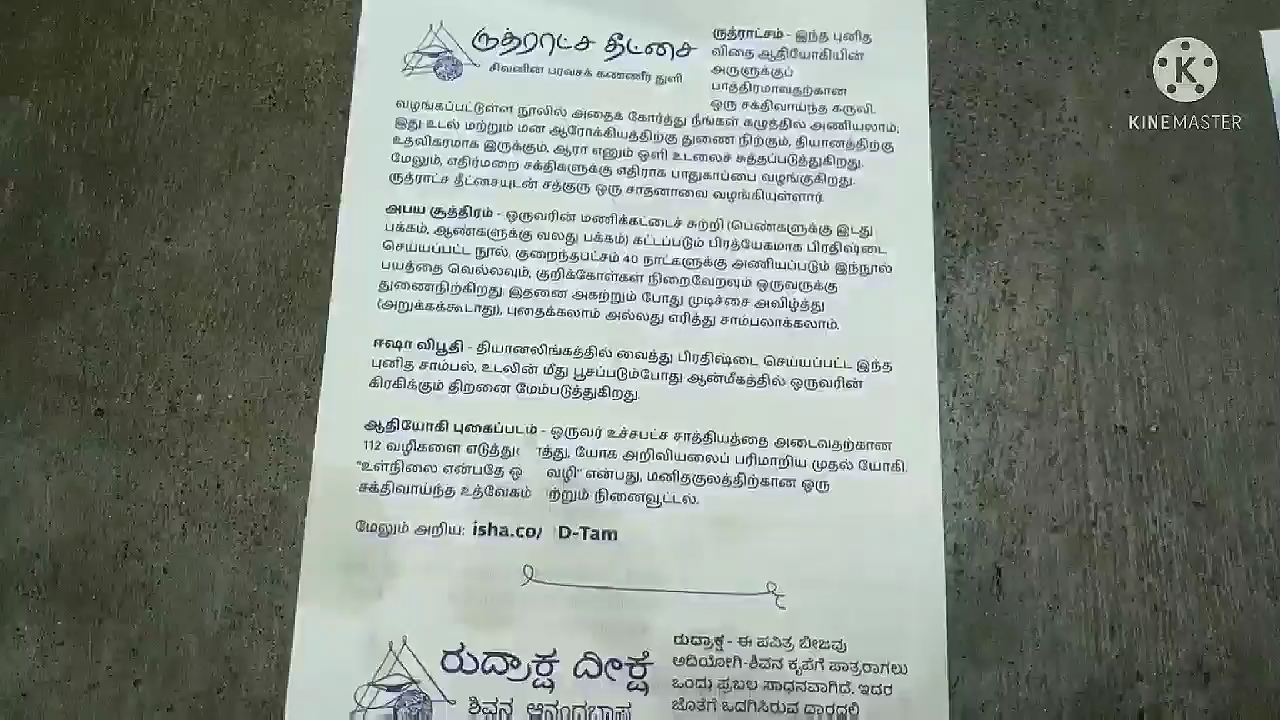 ருத்ராட்ச தீட்சை
சிவனின் பரவசக் கண்ணீர் துளி
ருத்ராட்சம் - இந்த புனித
விதை ஆதியோகியின்
அருளுக்குப்
பாத்திரமாவதற்கான
ஒரு சக்திவாய்ந்த கருவி.
வழங்கப்பட்டுள்ள நூலில் அதைக் கோர்த்து நீங்கள் கழுத்தில் அணியலாம்;
இது உடல் மற்றும் மன ஆரோக்கியத்திற்கு துணை நிற்கும், தியானத்திற்கு
உதவிகரமாக இருக்கும், ஆரா எனும் ஒளி உடலைச் சுத்தப்படுத்துகிறது.
மேலும், எதிர்மறை சக்திகளுக்கு எதிராக பாதுகாப்பை வழங்குகிறது.
ருத்ராட்ச தீட்சையுடன் சத்குரு ஒரு சாதனாவை வழங்கியுள்ளார்.
அபய சூத்திரம் - ஒருவரின் மணிக்கட்டைச் சுற்றி (பெண்களுக்கு இடது
பக்கம், ஆண்களுக்கு வலது பக்கம்) கட்டப்படும் பிரத்யேகமாக பிரதிஷ்டை
செய்யப்பட்ட நூல். குறைந்தபட்சம் 40 நாட்களுக்கு அணியப்படும் இந்நூல்
பயத்தை வெல்லவும், குறிக்கோள்கள் நிறைவேறவும் ஒருவருக்கு
துணைநிற்கிறது. இதனை அகற்றும் போது முடிச்சை அவிழ்த்து
(அறுக்கக்கூடாது), புதைக்கலாம் அல்லது எரித்து சாம்பலாக்கலாம்.
ஈஷா விபூதி - தியானலிங்கத்தில் வைத்து பிரதிஷ்டை செய்யப்பட்ட இந்த
புனித சாம்பல், உடலின் மீது பூசப்படும்போது ஆன்மீகத்தில் ஒருவரின்
கிரகிக்கும் திறனை மேம்படுத்துகிறது.
ஆதியோகி புகைப்படம் - ஒருவர் உச்சபட்ச சாத்தியத்தை அடைவதற்கான
112 வழிகளை யோக அறிவியலைப் பரிமாறிய முதல் யோகி.
"உள்நிலை என்பதே வழி" என்பது, மனிதகுலத்திற்கான ஒரு
சக்திவாய்ந்த உத்வேகம் நினைவூட்டல்.
மேலும் அறிய: isha.co/ D-Tam
ರುದ್ರಾಕ್ಷ ದೀಕ್ಷೆ
ಶಿವನ ಆನಂದಬಾಷ್ಪ
ರುದ್ರಾಕ್ಷ - ಈ ಪವಿತ್ರ ಬೀಜವು
ಆದಿಯೋಗಿ-ಶಿವನ ಕೃಪೆಗೆ ಪಾತ್ರರಾಗಲು
ಒಂದು ಪ್ರಬಲ ಸಾಧನವಾಗಿದೆ. ಇದರ
ಜೊತೆಗೆ ಒದಗಿಸಿರುವ ದಾರದಲ್ಲಿ
KINEMASTER